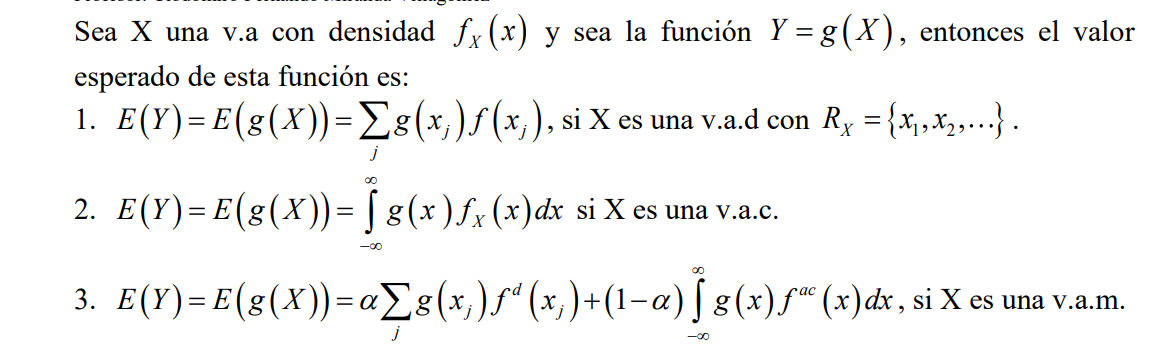 Sea X una v.a con densidad f_X(x) y sea la función Y = g(X), entonces el valor
esperado de esta función es:
1. E(Y) = E(g(X)) = ∑_j g(x_j) f(x_j), si X es una v.a.d con R_X = {x_1, x_2, ...}.
2. E(Y) = E(g(X)) = ∫_{-∞}^{∞} g(x) f_X(x) dx si X es una v.a.c.
3. E(Y) = E(g(X)) = α ∑_j g(x_j) f^d(x_j) + (1−α) ∫_{-∞}^{∞} g(x) f^{ac}(x) dx, si X es una v.a.m.